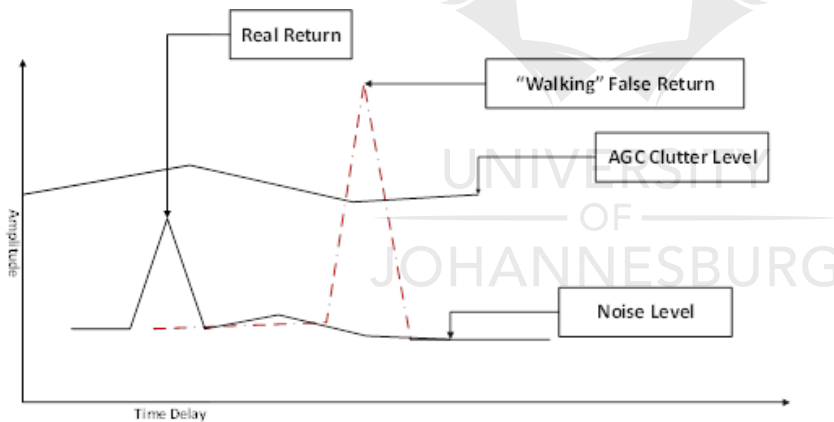 Real Return
“Walking” False Return
AGC Clutter Level
UNIVERSITY
OF
JOHANNESBURG
Amplitude
Noise Level
Time Delay